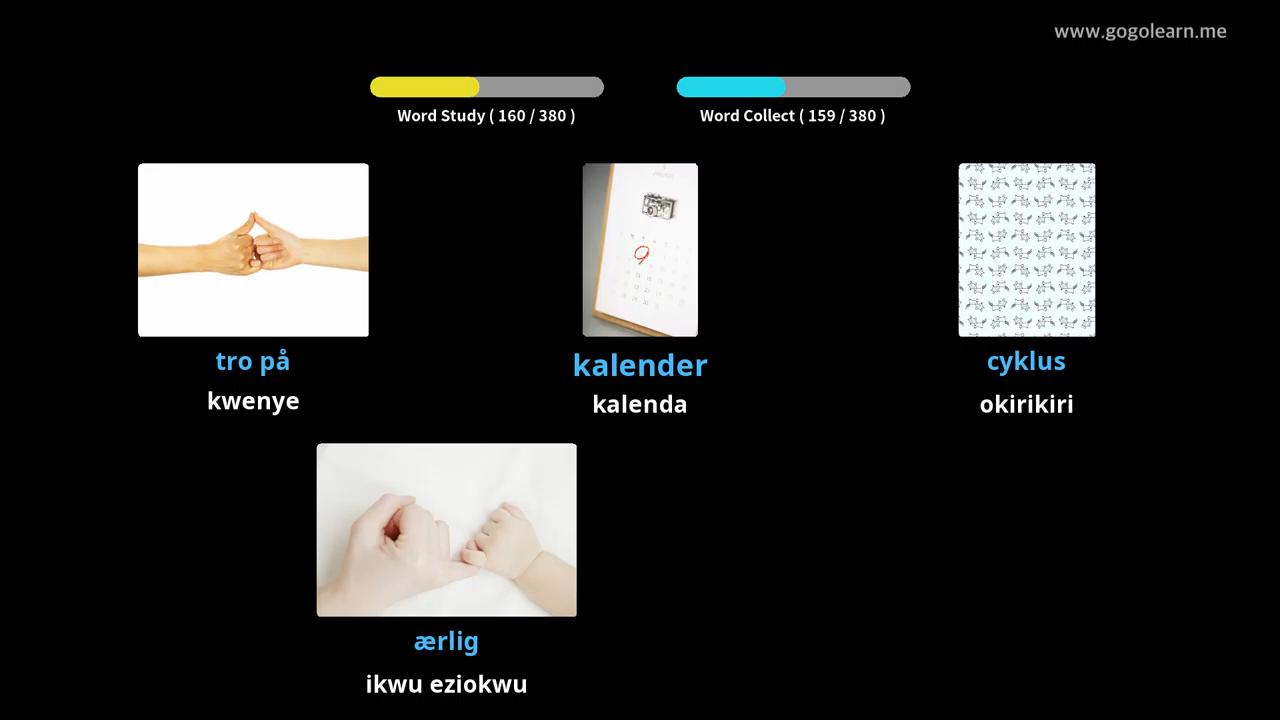 www.gogolearn.me
Word Study ( 160 / 380 )
Word Collect ( 159 / 380 )
tro på
kwenye
kalender
kalenda
cyklus
okirikiri
ærlig
ikwu eziokwu